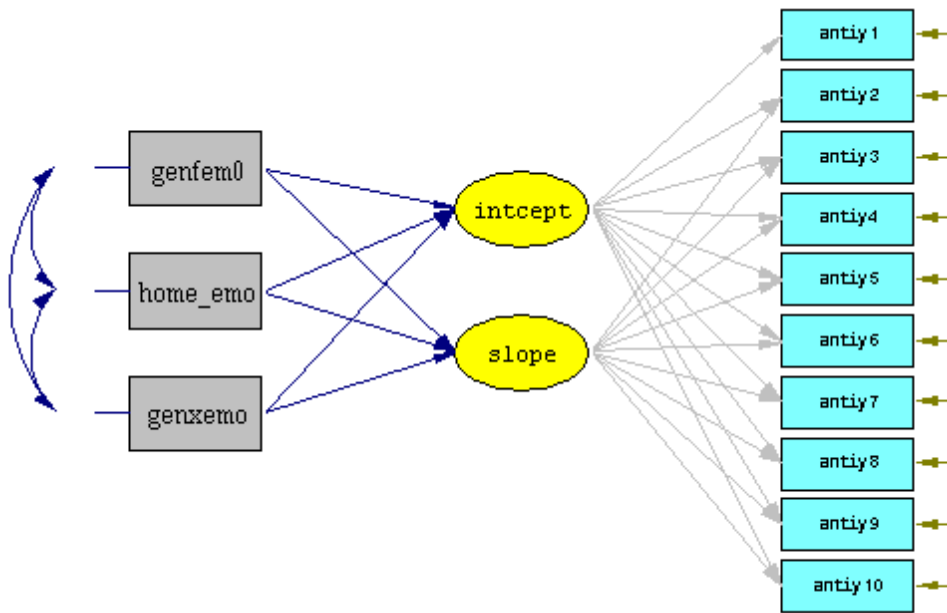 genfem0
home_emo
genxemo
intcept
slope
antiy1
antiy2
antiy3
antiy4
antiy5
antiy6
antiy7
antiy8
antiy9
antiy10